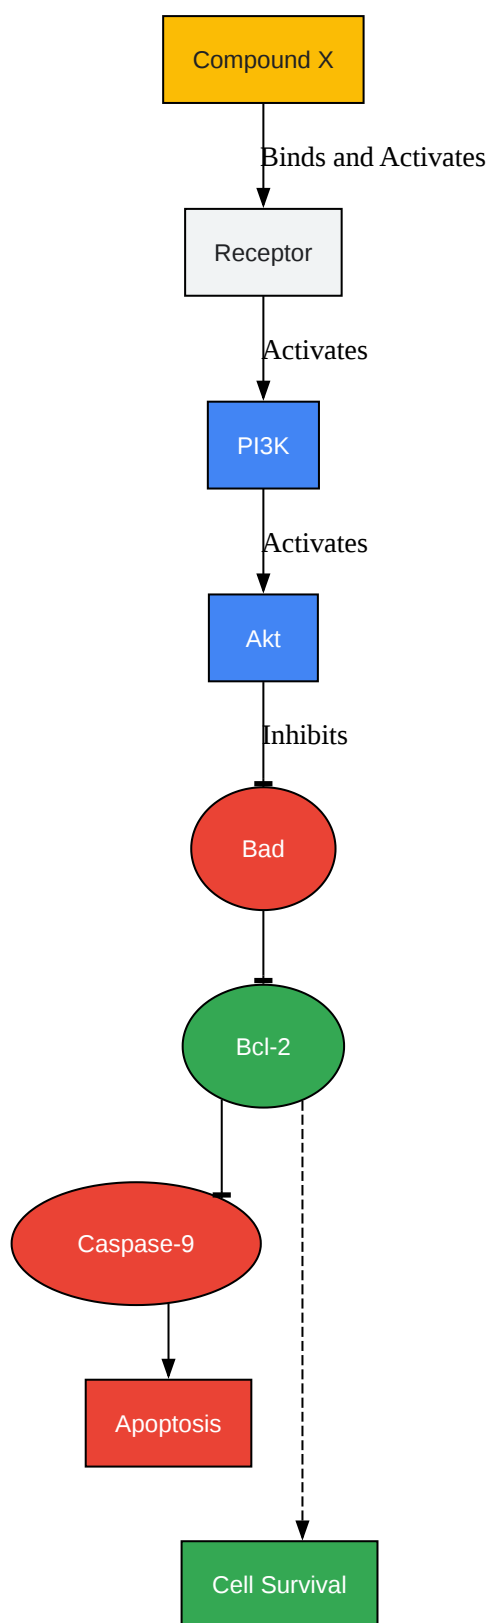 Compound X
Binds and Activates
Receptor
Activates
PI3K
Activates
Akt
Inhibits
Bad
Bcl-2
Caspase-9
Apoptosis
Cell Survival